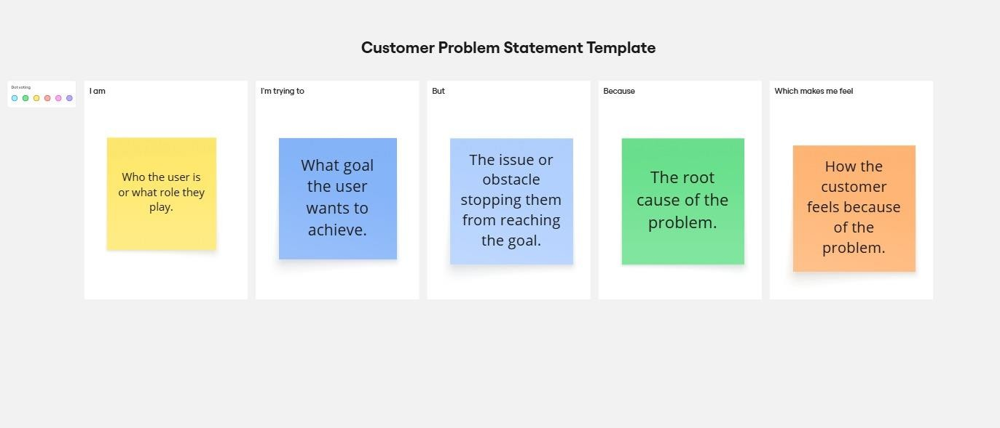 Customer Problem Statement Template
Dot voting
I am
I'm trying to
But
Because
Which makes me feel
Who the user is
or what role they
play.
What goal
the user
wants to
achieve.
The issue or
obstacle
stopping them
from reaching
the goal.
The root
cause of the
problem.
How the
customer
feels because
of the
problem.